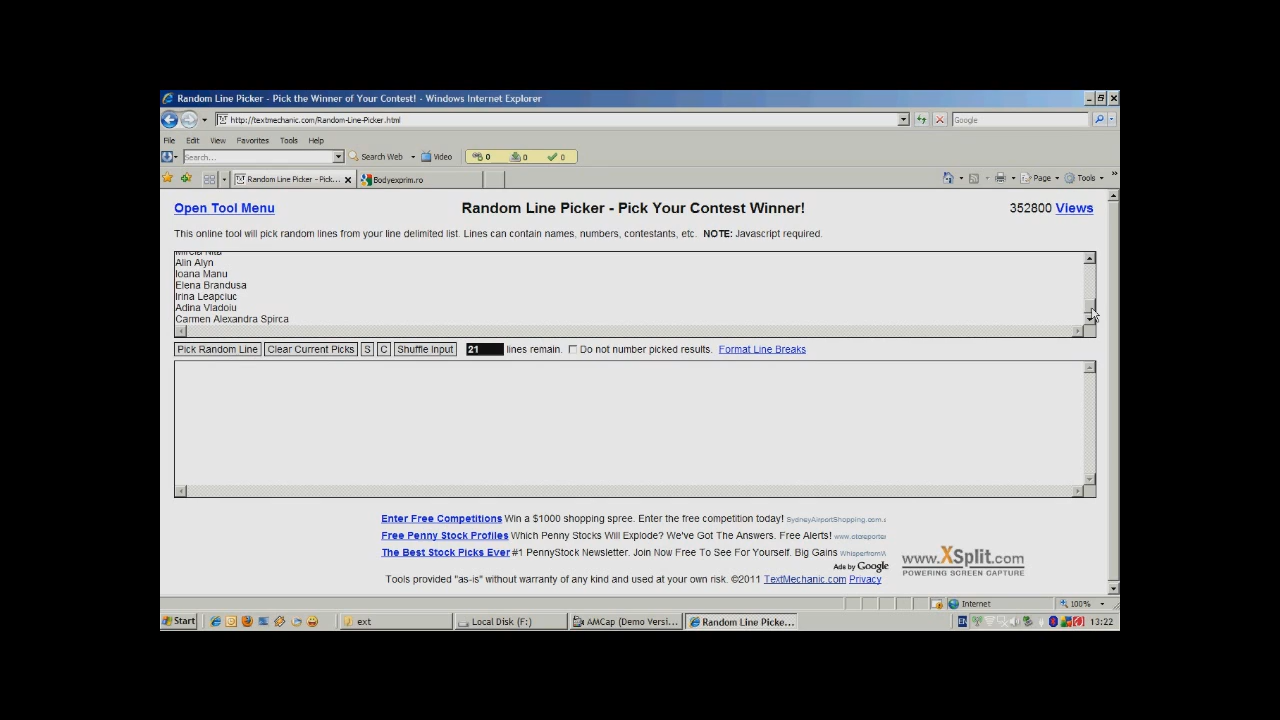 Random Line Picker - Pick the Winner of Your Contest! - Windows Internet Explorer
http://textmechanic.com/Random-Line-Picker.html
Google
File Edit View Favorites Tools Help
Search... Search Web Video 0 0 0
Random Line Picker - Pick... Bodyexprim.ro Page Tools
Open Tool Menu Random Line Picker - Pick Your Contest Winner! 352800 Views
This online tool will pick random lines from your line delimited list. Lines can contain names, numbers, contestants, etc. NOTE: Javascript required.
Alin Alyn
Ioana Manu
Elena Brandusa
Irina Leapciuc
Adina Vladoiu
Carmen Alexandra Spirca
Pick Random Line Clear Current Picks S C Shuffle Input 21 lines remain. Do not number picked results. Format Line Breaks
Enter Free Competitions Win a $1000 shopping spree. Enter the free competition today!
Free Penny Stock Profiles Which Penny Stocks Will Explode? We've Got The Answers. Free Alerts!
The Best Stock Picks Ever #1 PennyStock Newsletter. Join Now Free To See For Yourself. Big Gains
Ads by Google
Tools provided "as-is" without warranty of any kind and used at your own risk. ©2011 TextMechanic.com Privacy
www.XSplit.com
POWERING SCREEN CAPTURE
Internet 100%
Start ext Local Disk (F:) AMCap (Demo Versi... Random Line Picke... EN 13:22